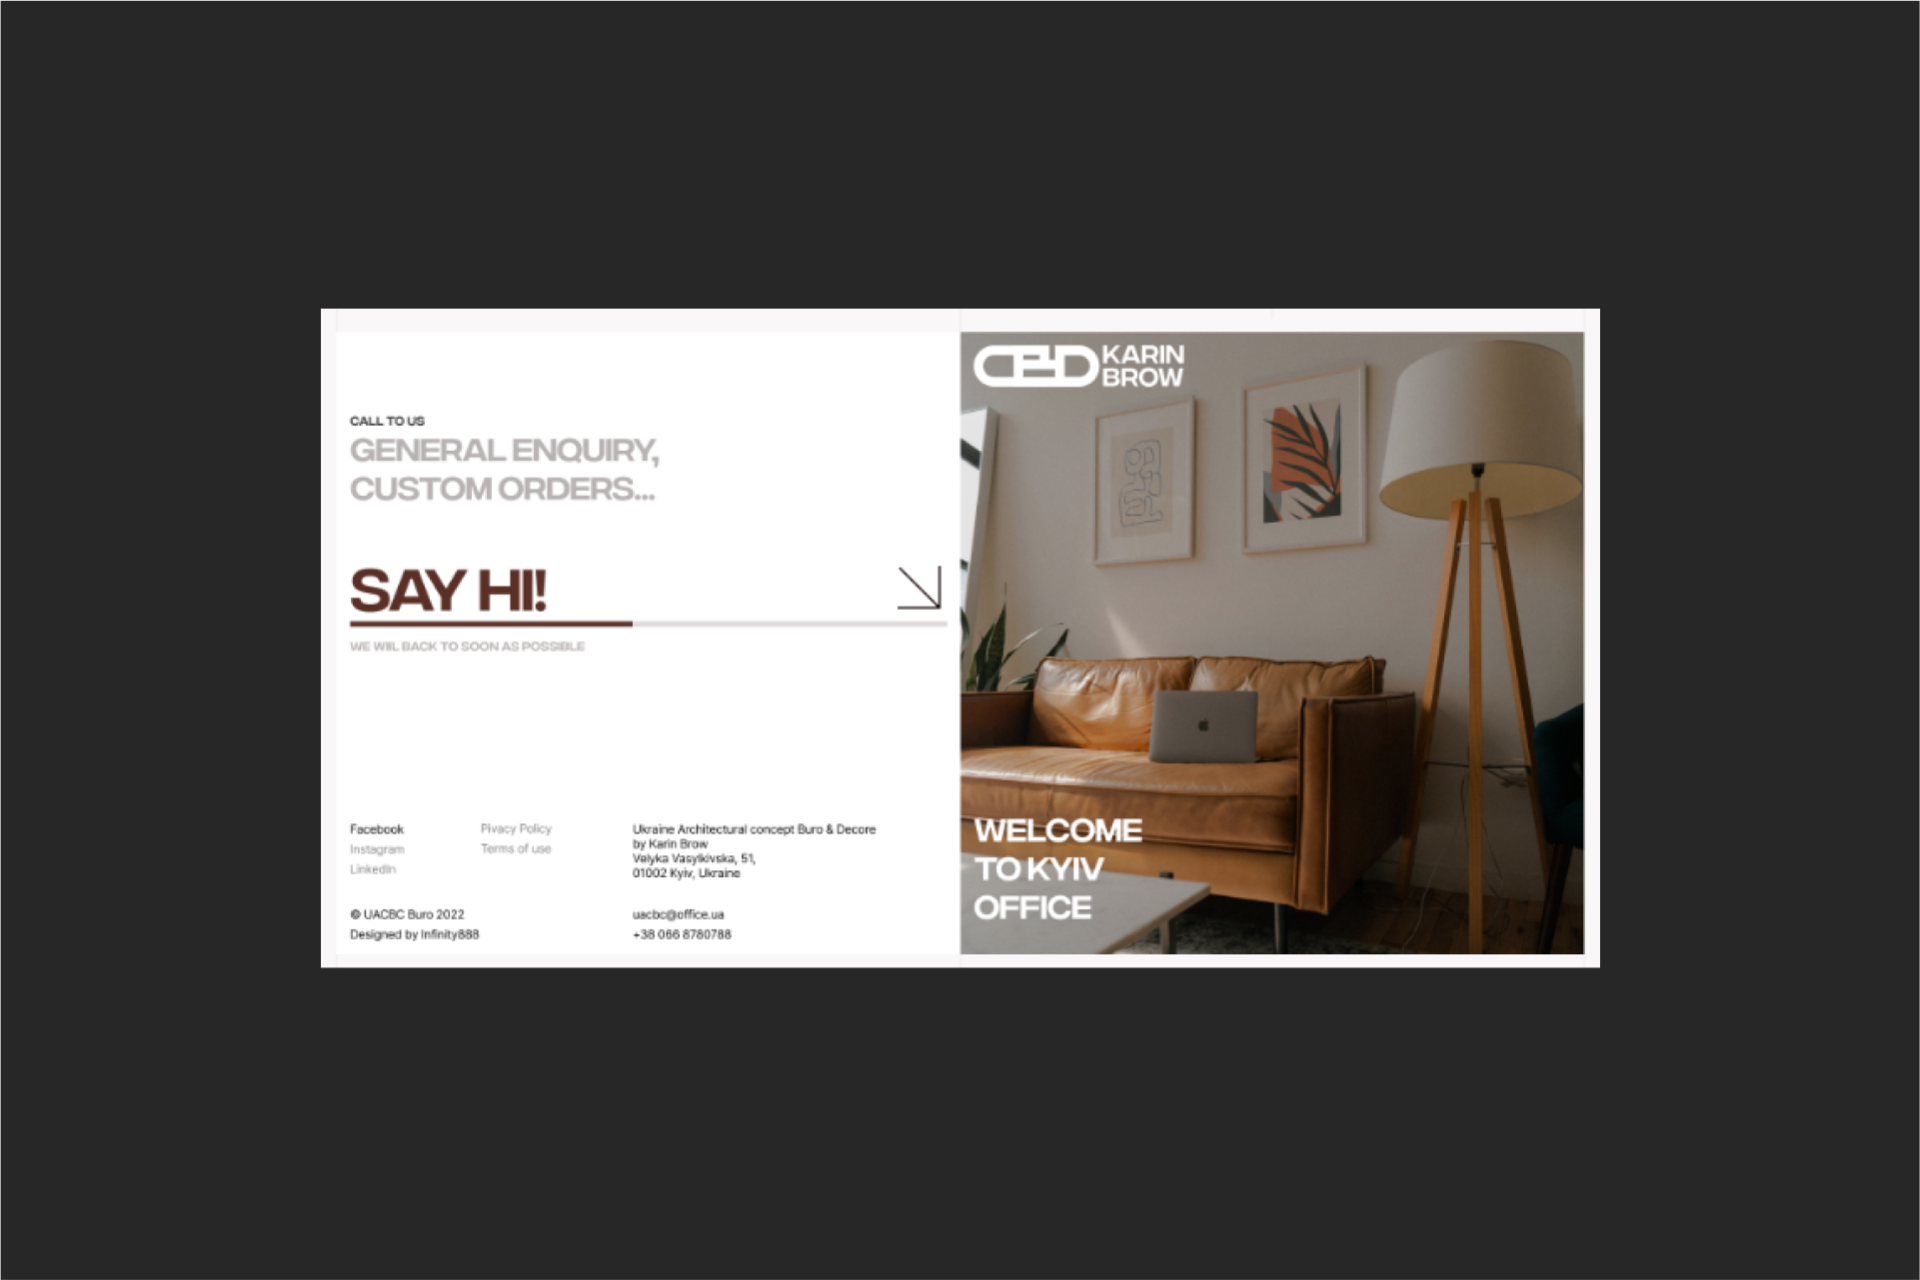 CALL TO US
GENERAL ENQUIRY,
CUSTOM ORDERS...
SAY HI!
WE WIIL BACK TO SOON AS POSSIBLE
Facebook
Instagram
LinkedIn
Pivacy Policy
Terms of use
Ukraine Architectural concept Buro & Decore
by Karin Brow
Velyka Vasylkivska, 51,
01002 Kyiv, Ukraine
© UACBC Buro 2022
Designed by Infinity888
uacbc@office.ua
+38 066 8780788
KARIN
BROW
WELCOME
TO KYIV
OFFICE